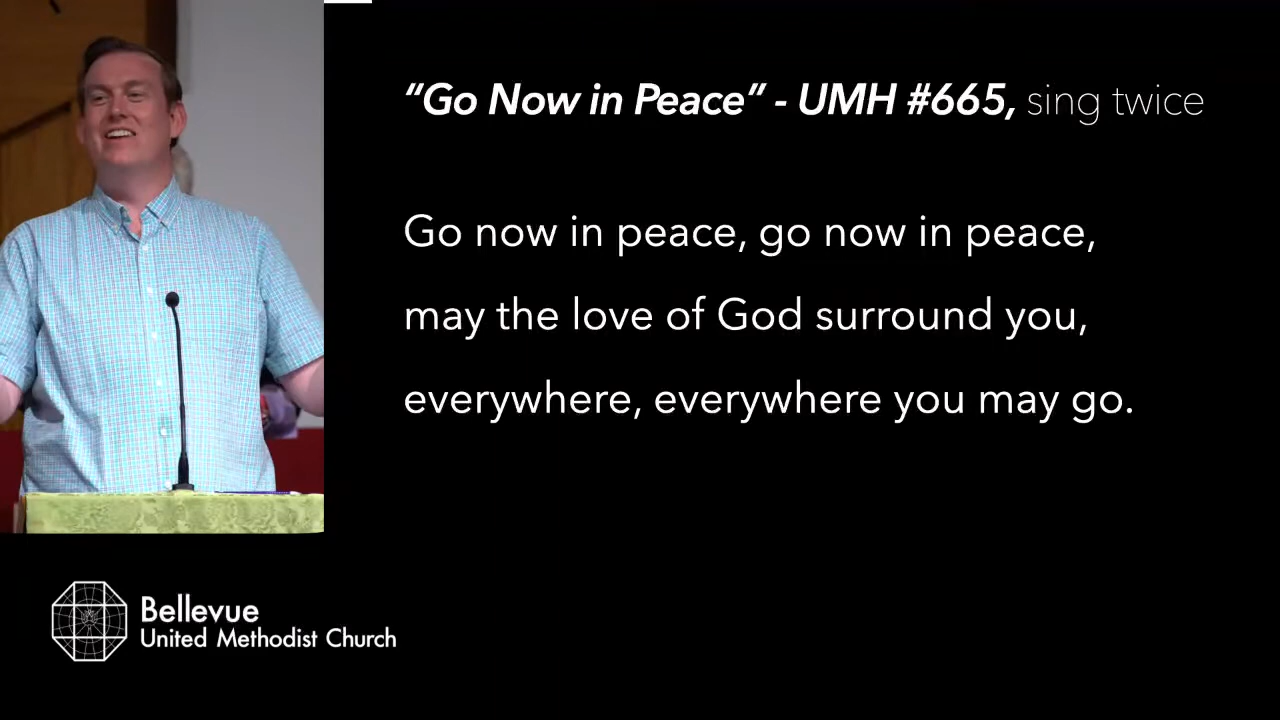 “Go Now in Peace” - UMH #665, sing twice
Go now in peace, go now in peace,
may the love of God surround you,
everywhere, everywhere you may go.
Bellevue
United Methodist Church